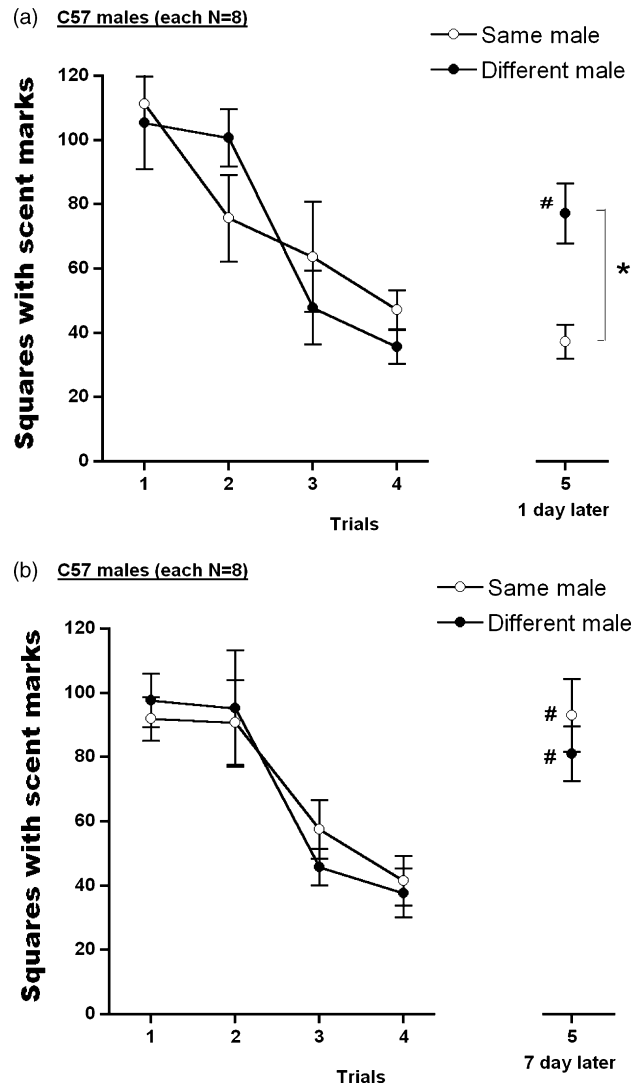 (a) C57 males (each N=8)
Same male
Different male
Squares with scent marks
120
100
80
60
40
20
0
#
*
1 2 3 4 5
Trials
1 day later
(b) C57 males (each N=8)
Same male
Different male
Squares with scent marks
120
100
80
60
40
20
0
#
#
1 2 3 4 5
Trials
7 day later